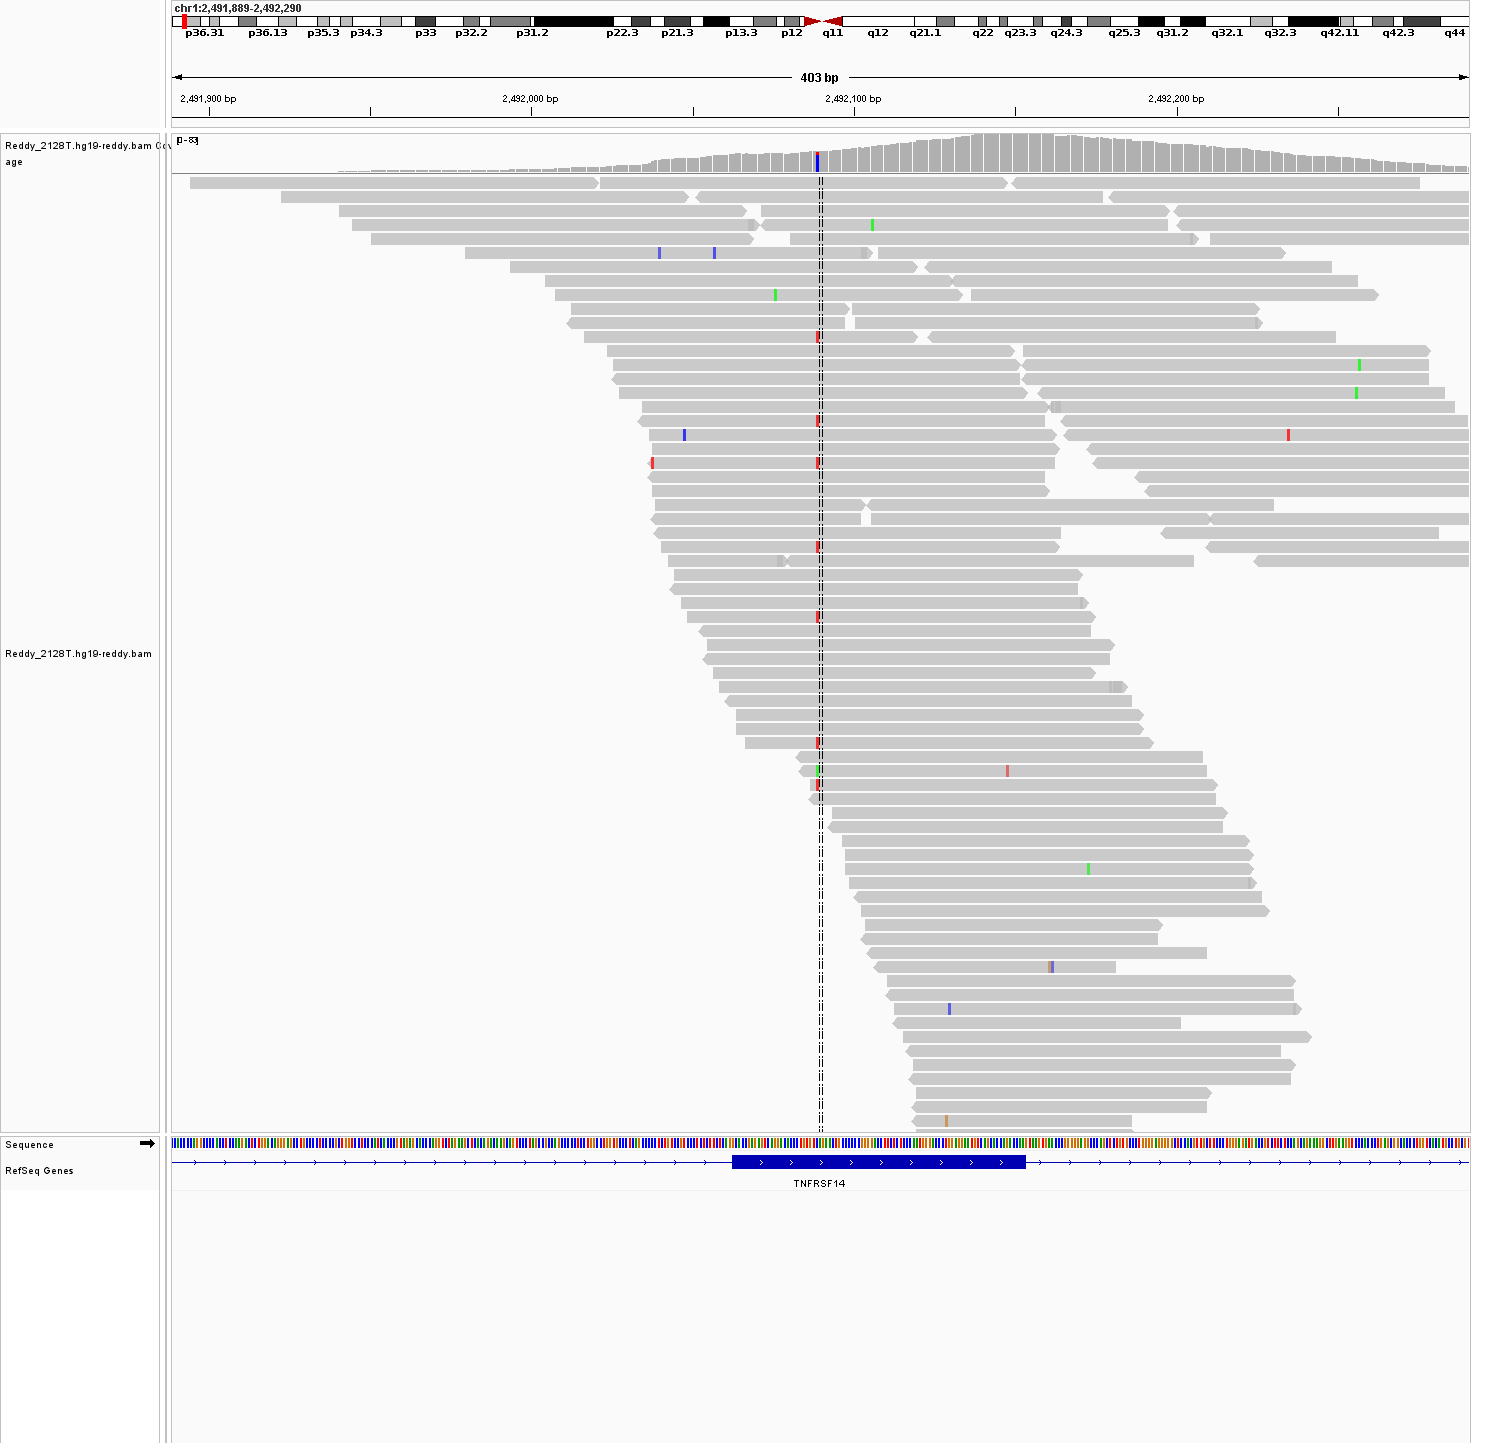 chr1:2,491,889-2,492,290
p36.31 p36.13 p35.3 p34.3 p33 p32.2 p31.2 p22.3 p21.3 p13.3 p12 q11 q12 q21.1 q22 q23.3 q24.3 q25.3 q31.2 q32.1 q32.3 q42.11 q42.3 q44
403 bp
2,491,900 bp 2,492,000 bp 2,492,100 bp 2,492,200 bp
[0 - 83]
Reddy_2128T.hg19-reddy.bam Cov
age
Reddy_2128T.hg19-reddy.bam
Sequence
RefSeq Genes
TNFRSF14